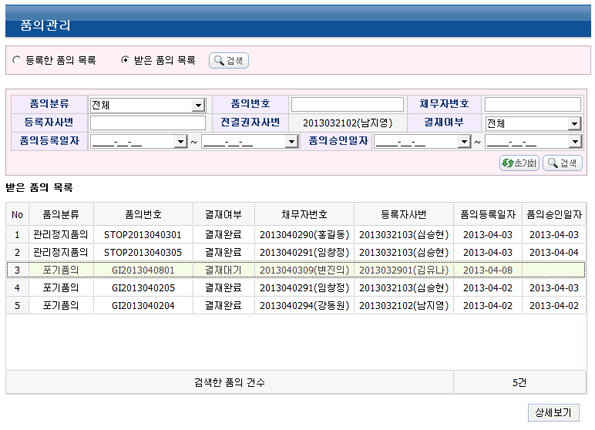 품의관리
등록한 품의 목록 받은 품의 목록 검색
품의분류 전체 품의번호 채무자번호
등록자사번 전결권자사번 2013032102(남지영) 결재여부 전체
품의등록일자 ____-__-__ ~ ____-__-__ 품의승인일자 ____-__-__ ~ ____-__-__
초기화 검색
받은 품의 목록
No 품의분류 품의번호 결재여부 채무자번호 등록자사번 품의등록일자 품의승인일자
1 관리정지품의 STOP2013040301 결재완료 2013040290(홍길동) 2013032103(심승현) 2013-04-03 2013-04-03
2 관리정지품의 STOP2013040305 결재완료 2013040291(임창정) 2013032103(심승현) 2013-04-03 2013-04-04
3 포기품의 GI2013040801 결재대기 2013040309(변진의) 2013032901(김유나) 2013-04-08
4 포기품의 GI2013040205 결재완료 2013040291(임창정) 2013032103(심승현) 2013-04-02 2013-04-03
5 포기품의 GI2013040204 결재완료 2013040294(강동원) 2013032102(남지영) 2013-04-02 2013-04-02
검색한 품의 건수 5건
상세보기